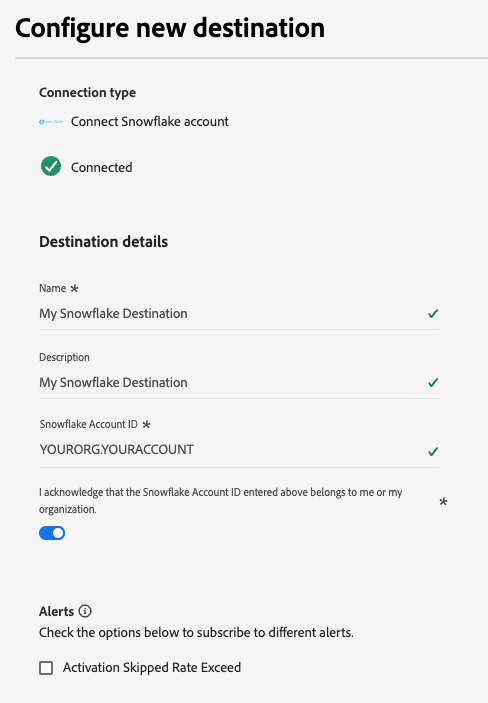 Configure new destination
Connection type
Connect Snowflake account
Connected
Destination details
Name *
My Snowflake Destination
Description
My Snowflake Destination
Snowflake Account ID *
YOURORG.YOURACCOUNT
I acknowledge that the Snowflake Account ID entered above belongs to me or my
organization. *
Alerts
Check the options below to subscribe to different alerts.
Activation Skipped Rate Exceed